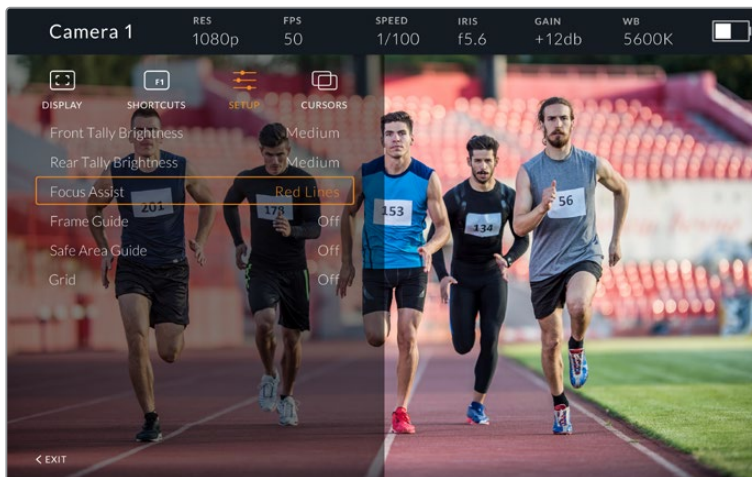 Camera 1
RES FPS SPEED IRIS GAIN WB
1080p 50 1/100 f5.6 +12db 5600K
F1
DISPLAY SHORTCUTS SETUP CURSORS
Front Tally Brightness Medium
Rear Tally Brightness Medium
Focus Assist Red Lines
Frame Guide Off
Safe Area Guide Off
Grid Off
201 178 153 134 56
EXIT